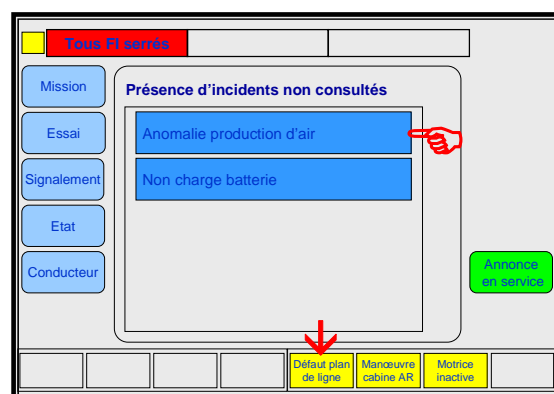 Tous FI serrés
Mission
Présence d'incidents non consultés
Essai
Anomalie production d'air
Signalement
Non charge batterie
Etat
Conducteur
Annonce
en service
Défaut plan
de ligne
Manœuvre
cabine AR
Motrice
inactive